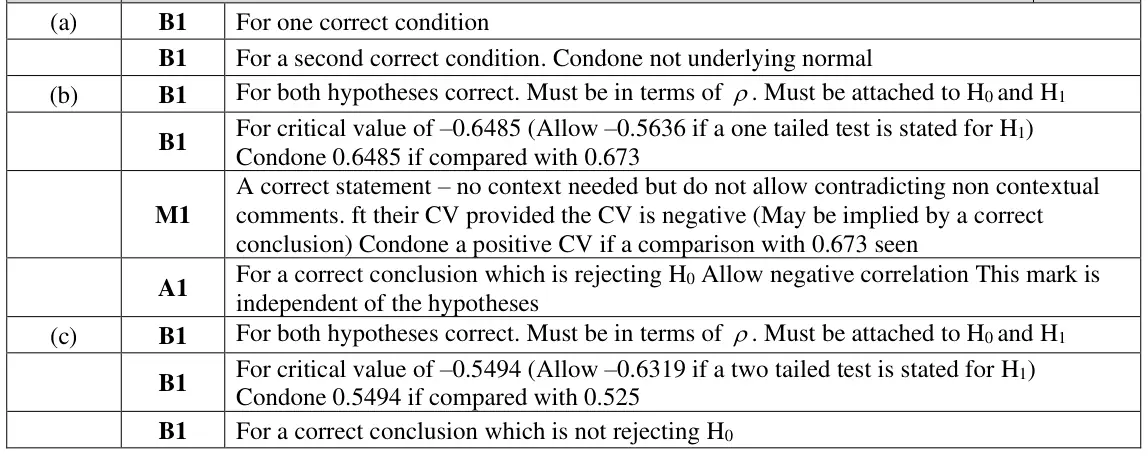 (a) B1 For one correct condition
B1 For a second correct condition. Condone not underlying normal
(b) B1 For both hypotheses correct. Must be in terms of ρ . Must be attached to H0 and H1
B1 For critical value of –0.6485 (Allow –0.5636 if a one tailed test is stated for H1)
Condone 0.6485 if compared with 0.673
M1 A correct statement – no context needed but do not allow contradicting non contextual
comments. ft their CV provided the CV is negative (May be implied by a correct
conclusion) Condone a positive CV if a comparison with 0.673 seen
A1 For a correct conclusion which is rejecting H0 Allow negative correlation This mark is
independent of the hypotheses
(c) B1 For both hypotheses correct. Must be in terms of ρ . Must be attached to H0 and H1
B1 For critical value of –0.5494 (Allow –0.6319 if a two tailed test is stated for H1)
Condone 0.5494 if compared with 0.525
B1 For a correct conclusion which is not rejecting H0